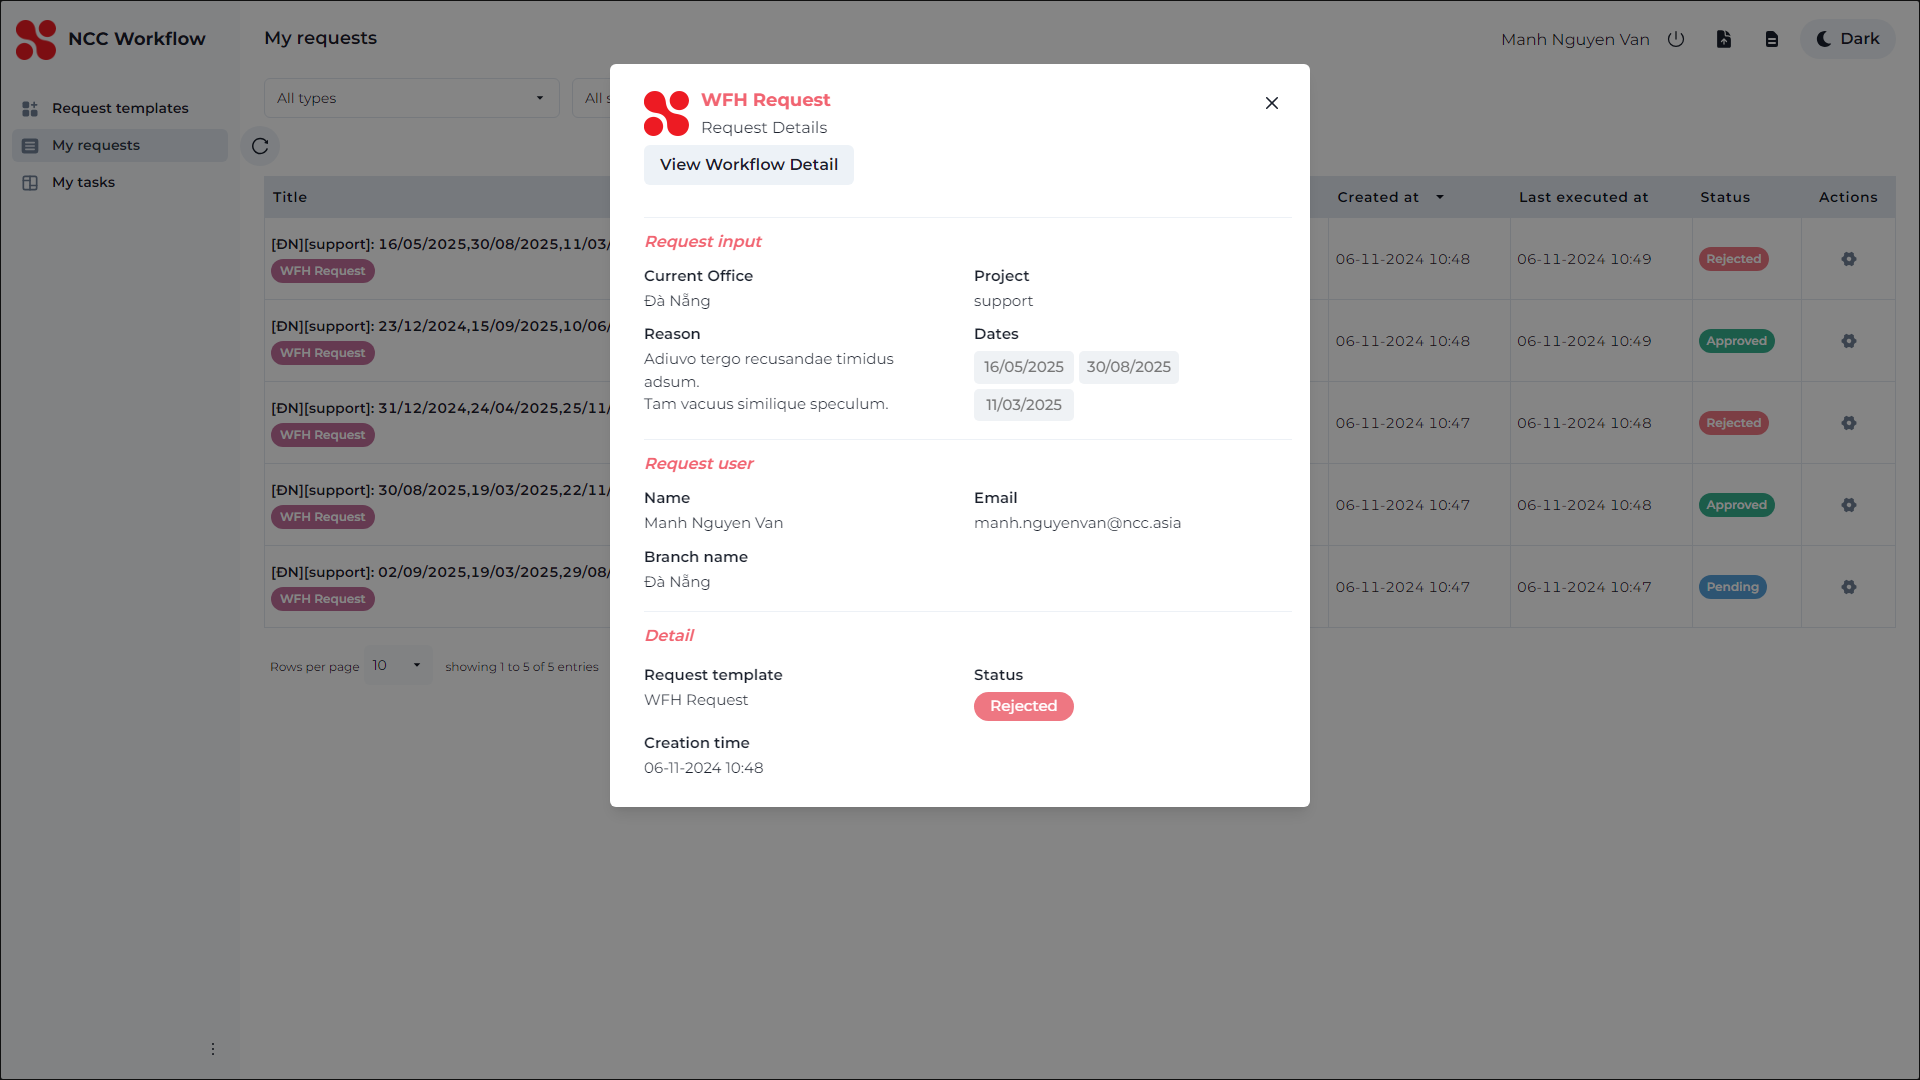 NCC Workflow
My requests
Manh Nguyen Van
Dark
Request templates
My requests
My tasks
All types
All s
Title
Created at
Last executed at
Status
Actions
[ĐN][support]: 16/05/2025,30/08/2025,11/03/
WFH Request
06-11-2024 10:48
06-11-2024 10:49
Rejected
[ĐN][support]: 23/12/2024,15/09/2025,10/06/
WFH Request
06-11-2024 10:48
06-11-2024 10:49
Approved
[ĐN][support]: 31/12/2024,24/04/2025,25/11/
WFH Request
06-11-2024 10:47
06-11-2024 10:48
Rejected
[ĐN][support]: 30/08/2025,19/03/2025,22/11/
WFH Request
06-11-2024 10:47
06-11-2024 10:48
Approved
[ĐN][support]: 02/09/2025,19/03/2025,29/08/
WFH Request
06-11-2024 10:47
06-11-2024 10:47
Pending
Rows per page
10
showing 1 to 5 of 5 entries
WFH Request
Request Details
View Workflow Detail
Request input
Current Office
Đà Nẵng
Project
support
Reason
Adiuvo tergo recusandae timidus
adsum.
Tam vacuus similique speculum.
Dates
16/05/2025
30/08/2025
11/03/2025
Request user
Name
Manh Nguyen Van
Email
manh.nguyenvan@ncc.asia
Branch name
Đà Nẵng
Detail
Request template
WFH Request
Status
Rejected
Creation time
06-11-2024 10:48